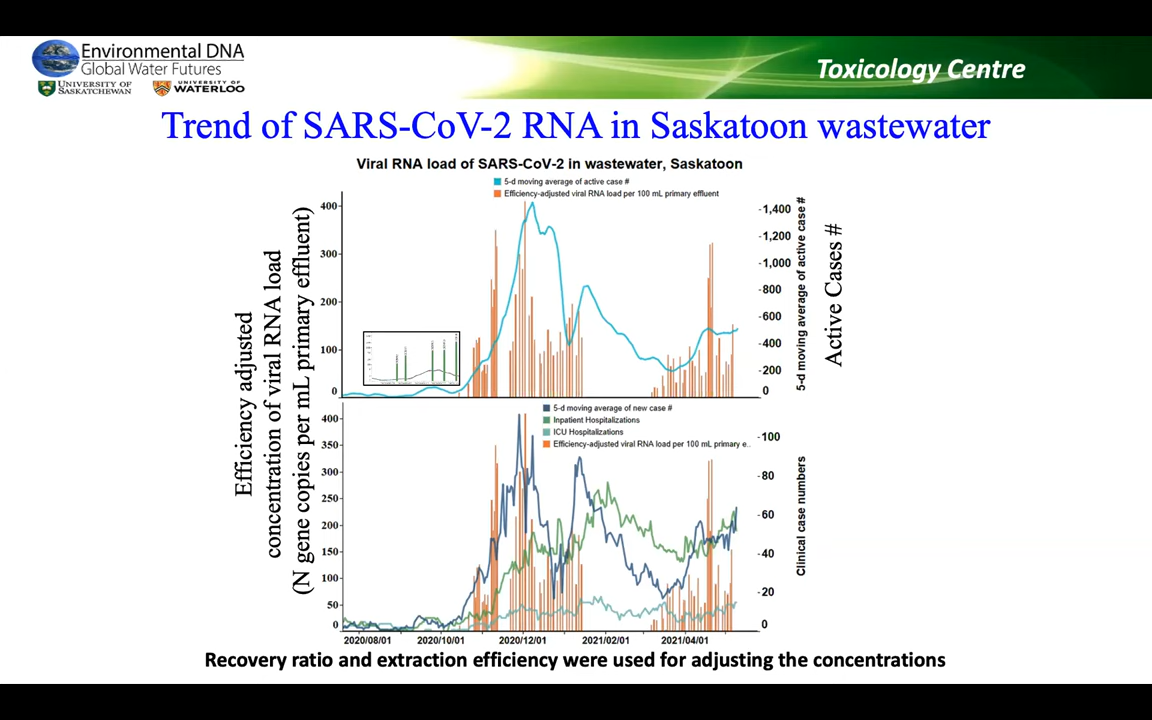 Environmental DNA
Global Water Futures
UNIVERSITY OF
SASKATCHEWAN
UNIVERSITY OF
WATERLOO
Toxicology Centre
Trend of SARS-CoV-2 RNA in Saskatoon wastewater
Viral RNA load of SARS-CoV-2 in wastewater, Saskatoon
5-d moving average of active case #
Efficiency-adjusted viral RNA load per 100 mL primary effluent
Efficiency adjusted
concentration of viral RNA load
(N gene copies per mL primary effluent)
400
300
200
100
0
-1,400
-1,200
-1,000
-800
-600
-400
-200
0
5-d moving average of active case #
Active Cases #
5-d moving average of new case #
Inpatient Hospitalizations
ICU Hospitalizations
Efficiency-adjusted viral RNA load per 100 mL primary e..
400
350
300
250
200
150
100
50
0
-100
-80
-60
-40
-20
0
Clinical case numbers
2020/08/01 2020/10/01 2020/12/01 2021/02/01 2021/04/01
Recovery ratio and extraction efficiency were used for adjusting the concentrations